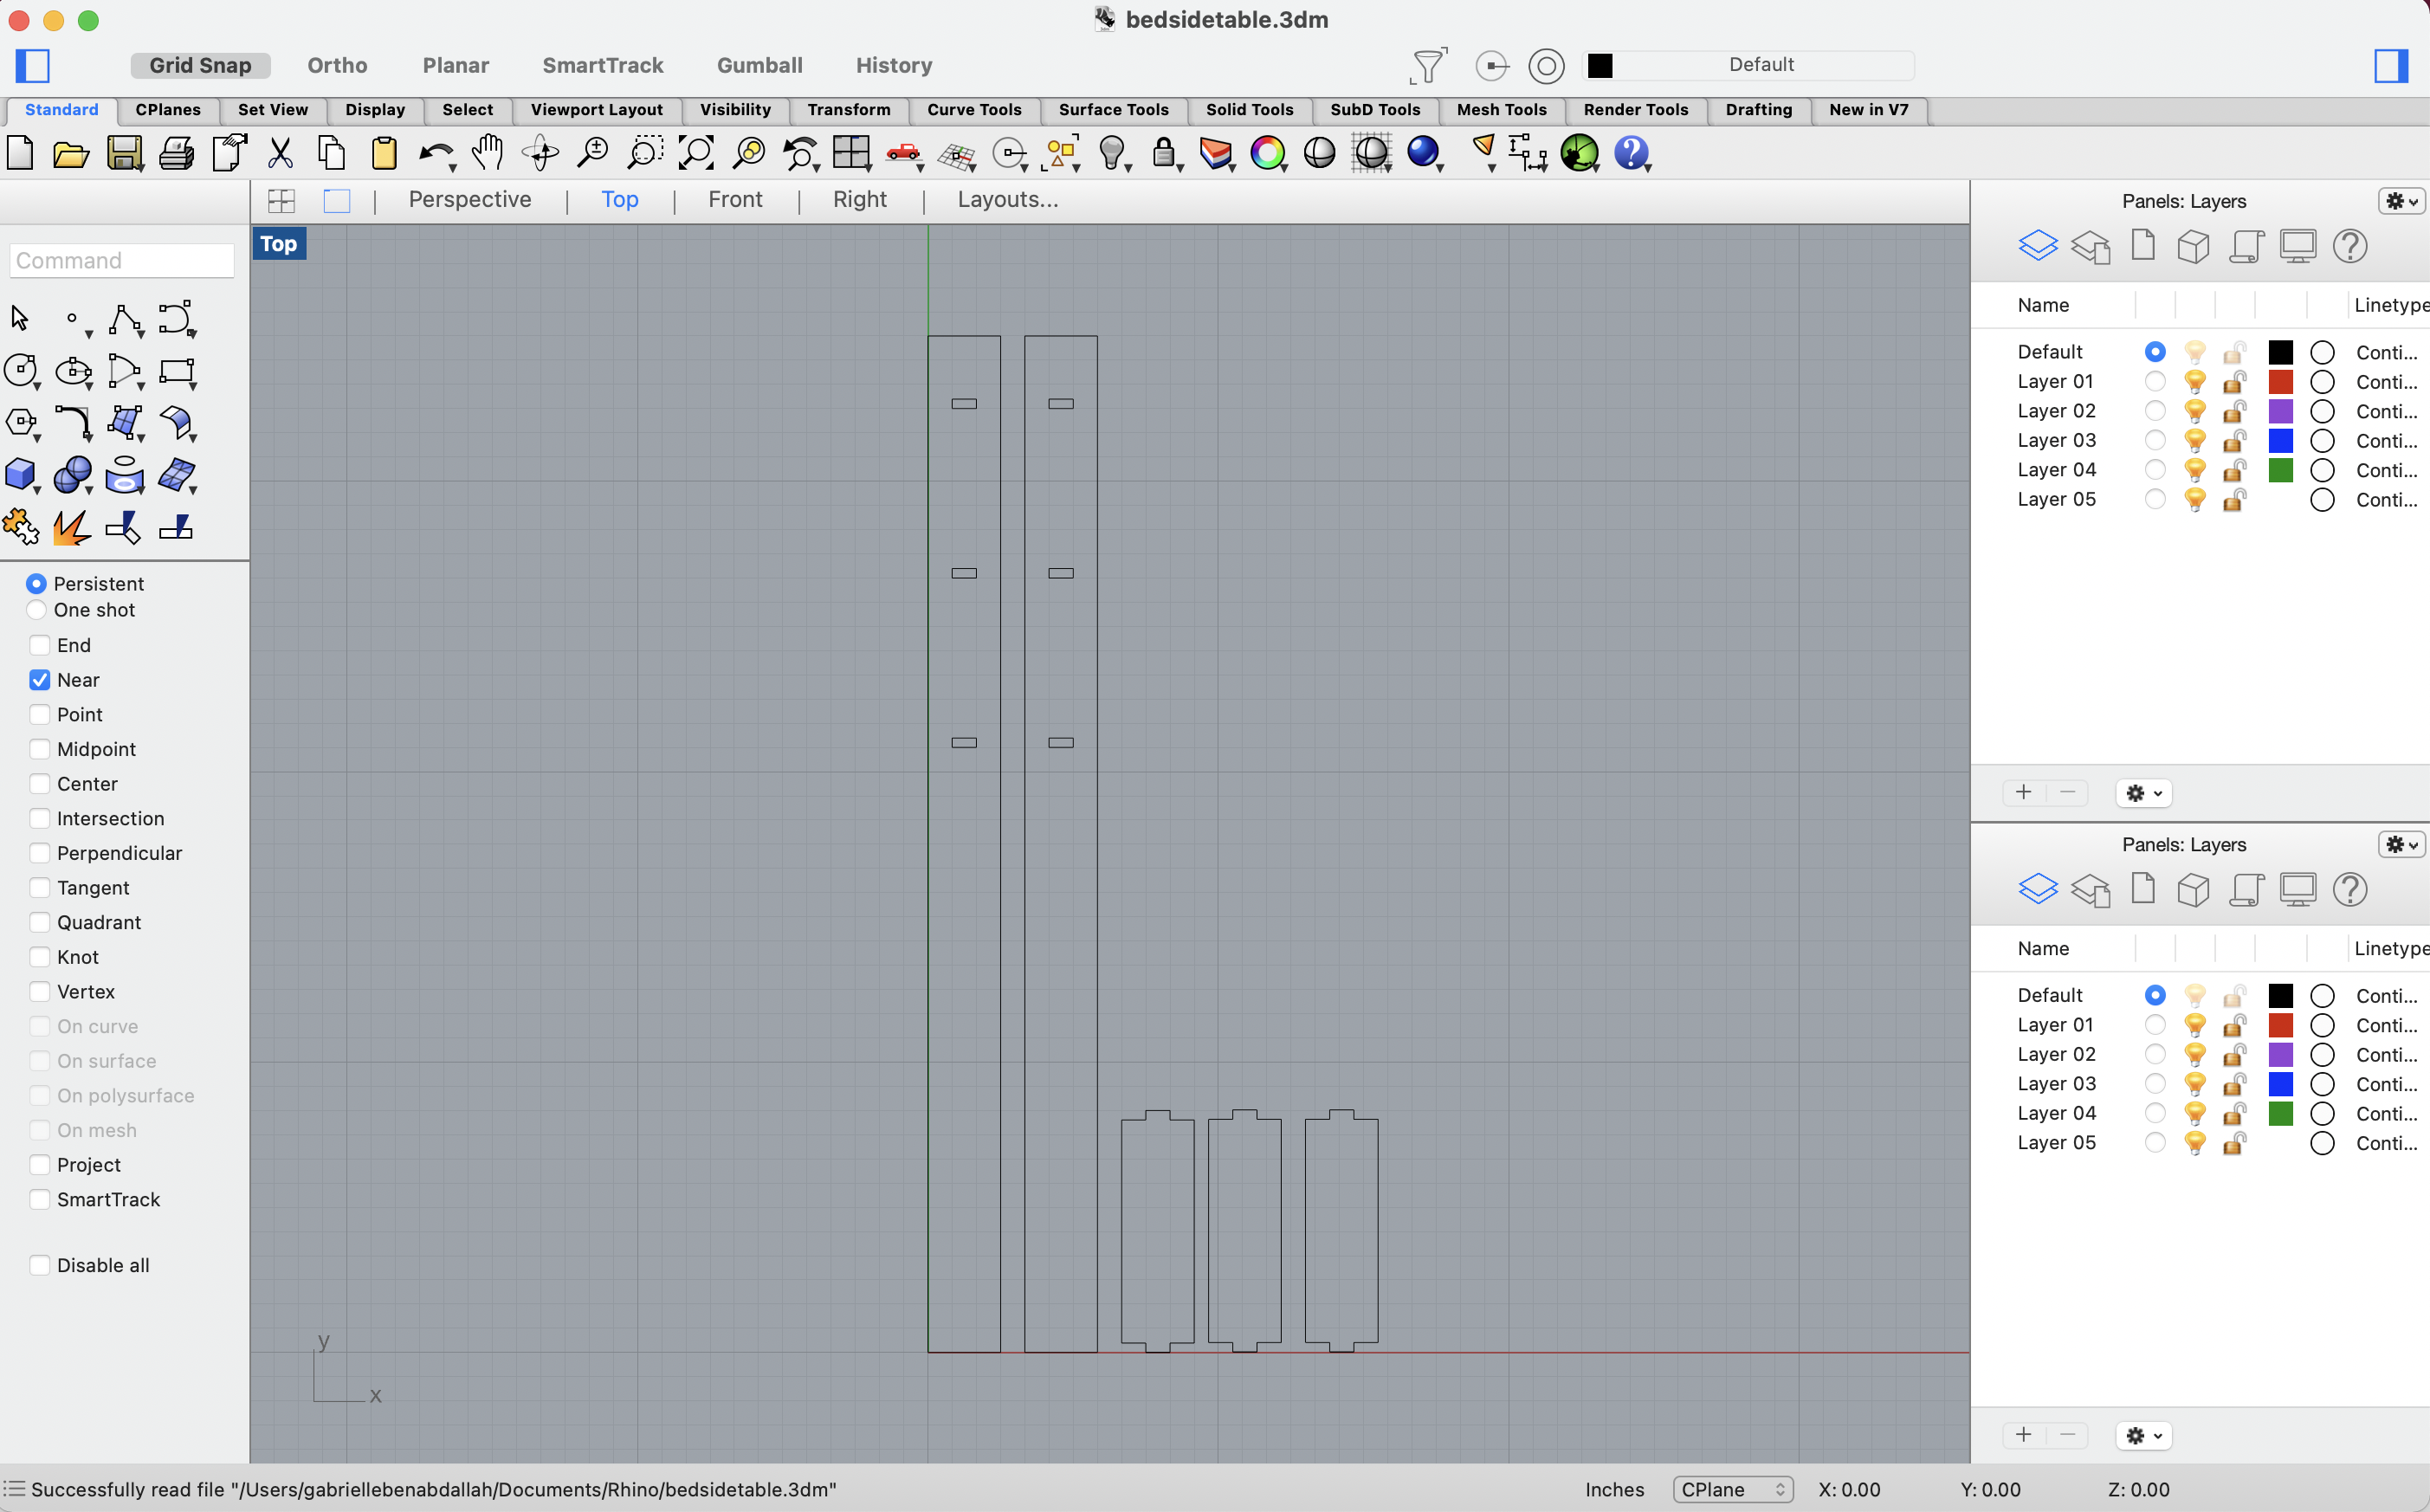 bedsidetable.3dm
Grid Snap Ortho Planar SmartTrack Gumball History Default
Standard CPlanes Set View Display Select Viewport Layout Visibility Transform Curve Tools Surface Tools Solid Tools SubD Tools Mesh Tools Render Tools Drafting New in V7
Perspective | Top | Front | Right | Layouts...
Top
Command
Persistent
One shot
End
Near
Point
Midpoint
Center
Intersection
Perpendicular
Tangent
Quadrant
Knot
Vertex
On curve
On surface
On polysurface
On mesh
Project
SmartTrack
Disable all
y
x
Panels: Layers
Name Linetype
Default Conti...
Layer 01 Conti...
Layer 02 Conti...
Layer 03 Conti...
Layer 04 Conti...
Layer 05 Conti...
Panels: Layers
Name Linetype
Default Conti...
Layer 01 Conti...
Layer 02 Conti...
Layer 03 Conti...
Layer 04 Conti...
Layer 05 Conti...
Successfully read file "/Users/gabriellebenabdallah/Documents/Rhino/bedsidetable.3dm" Inches CPlane X: 0.00 Y: 0.00 Z: 0.00